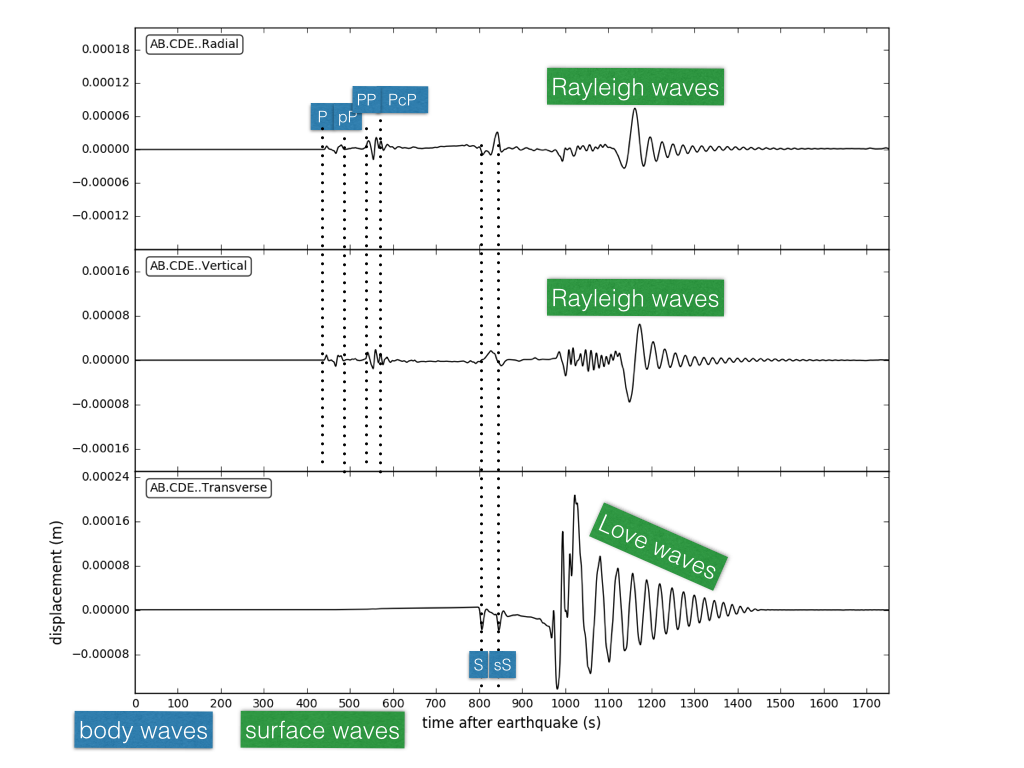 AB.CDE..Radial
0.00018
0.00012
0.00006
0.00000
−0.00006
−0.00012
P
pP
PP
PcP
Rayleigh waves
AB.CDE..Vertical
0.00016
0.00008
0.00000
−0.00008
−0.00016
Rayleigh waves
AB.CDE..Transverse
0.00024
0.00016
0.00008
0.00000
−0.00008
displacement (m)
Love waves
S
sS
0 100 200 300 400 500 600 700 800 900 1000 1100 1200 1300 1400 1500 1600 1700
time after earthquake (s)
body waves
surface waves